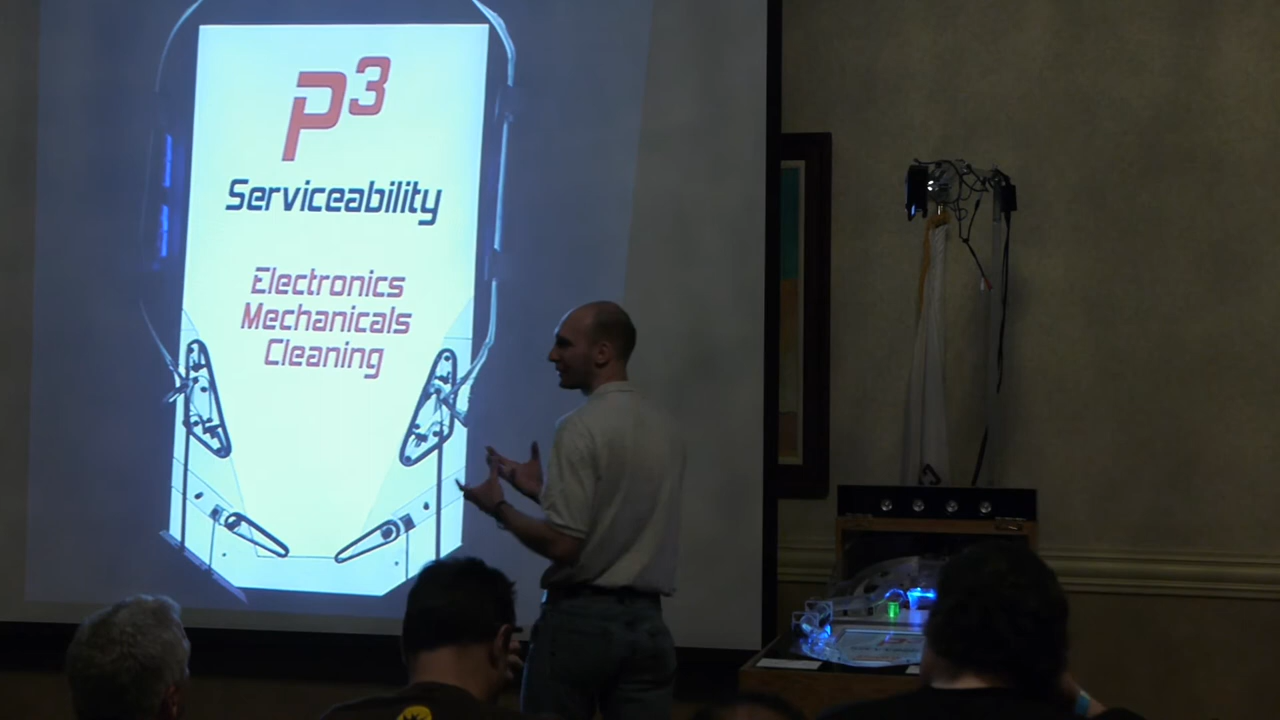 P³
Serviceability
Electronics
Mechanicals
Cleaning